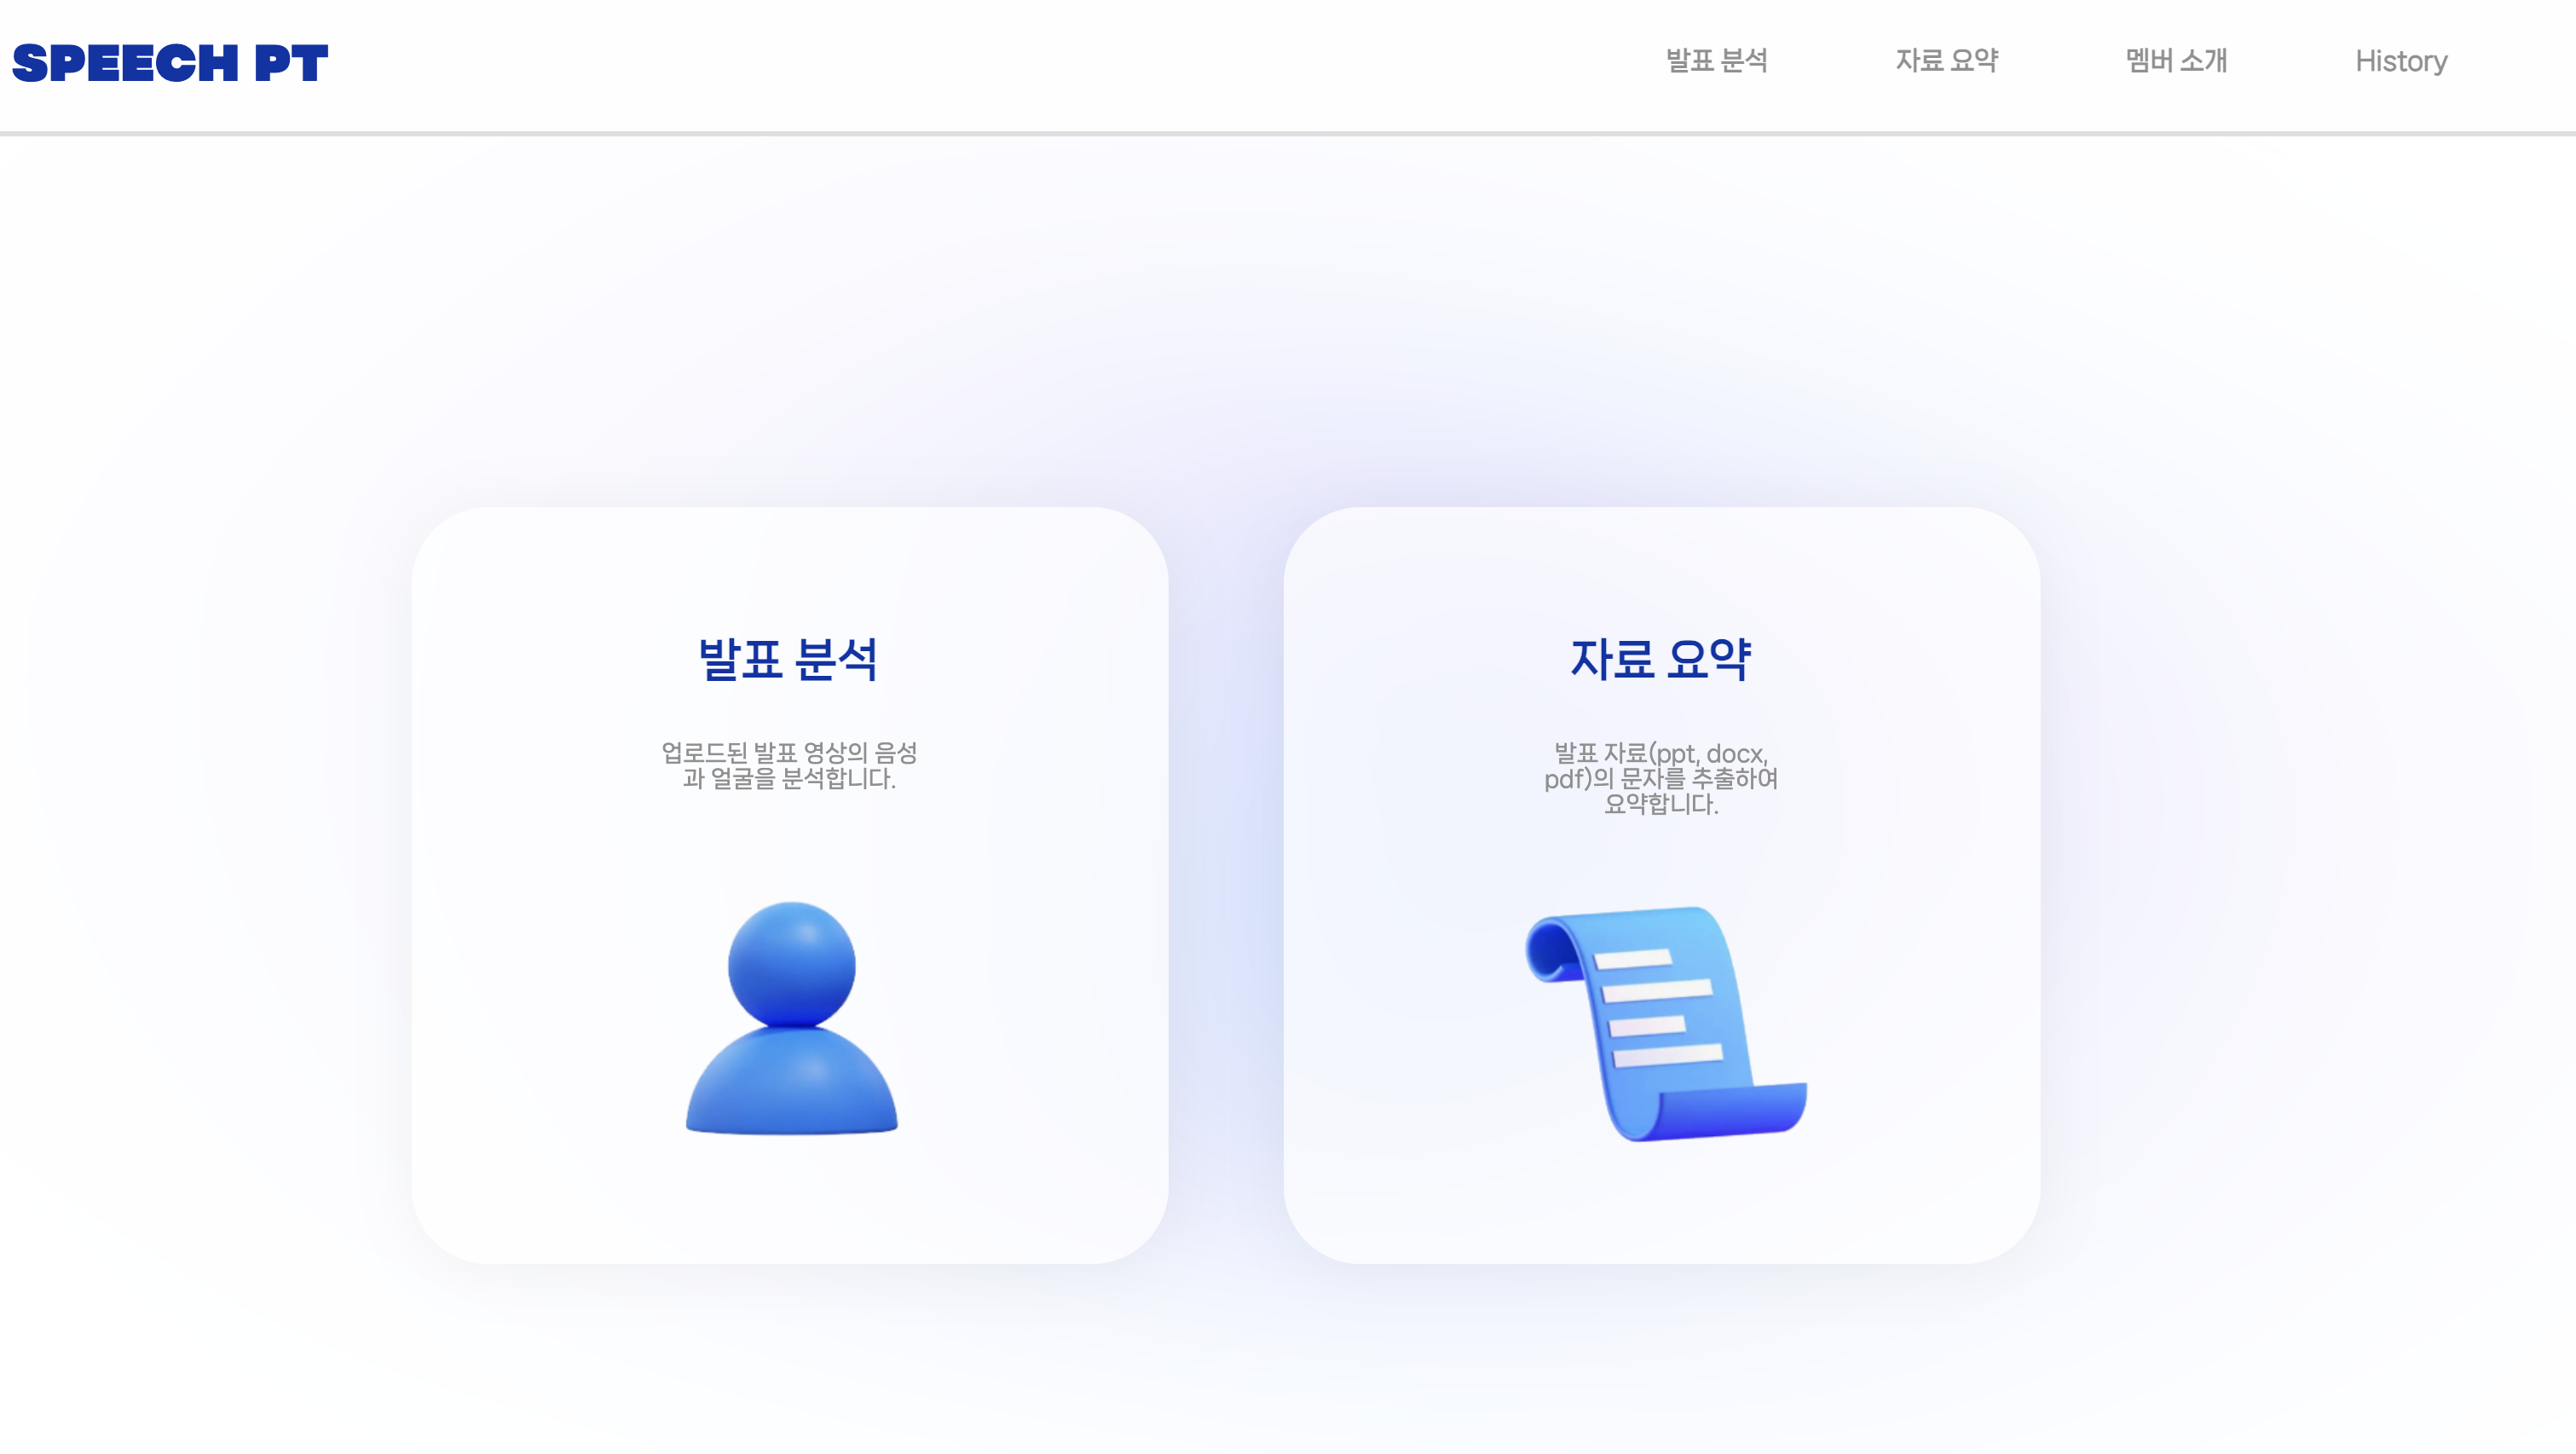 SPEECH PT
발표 분석
자료 요약
멤버 소개
History
발표 분석
업로드된 발표 영상의 음성
과 얼굴을 분석합니다.
자료 요약
발표 자료(ppt, docx,
pdf)의 문자를 추출하여
요약합니다.